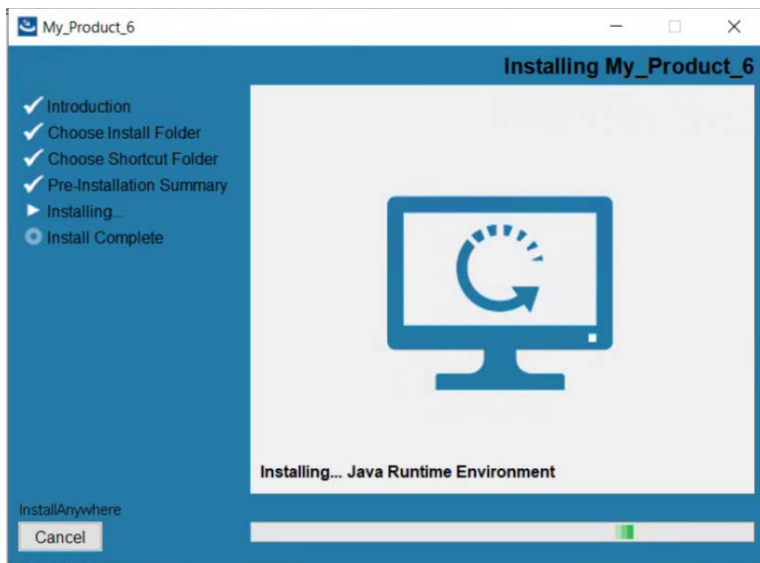 My_Product_6
Installing My_Product_6
Introduction
Choose Install Folder
Choose Shortcut Folder
Pre-Installation Summary
Installing...
Install Complete
Installing... Java Runtime Environment
InstallAnywhere
Cancel